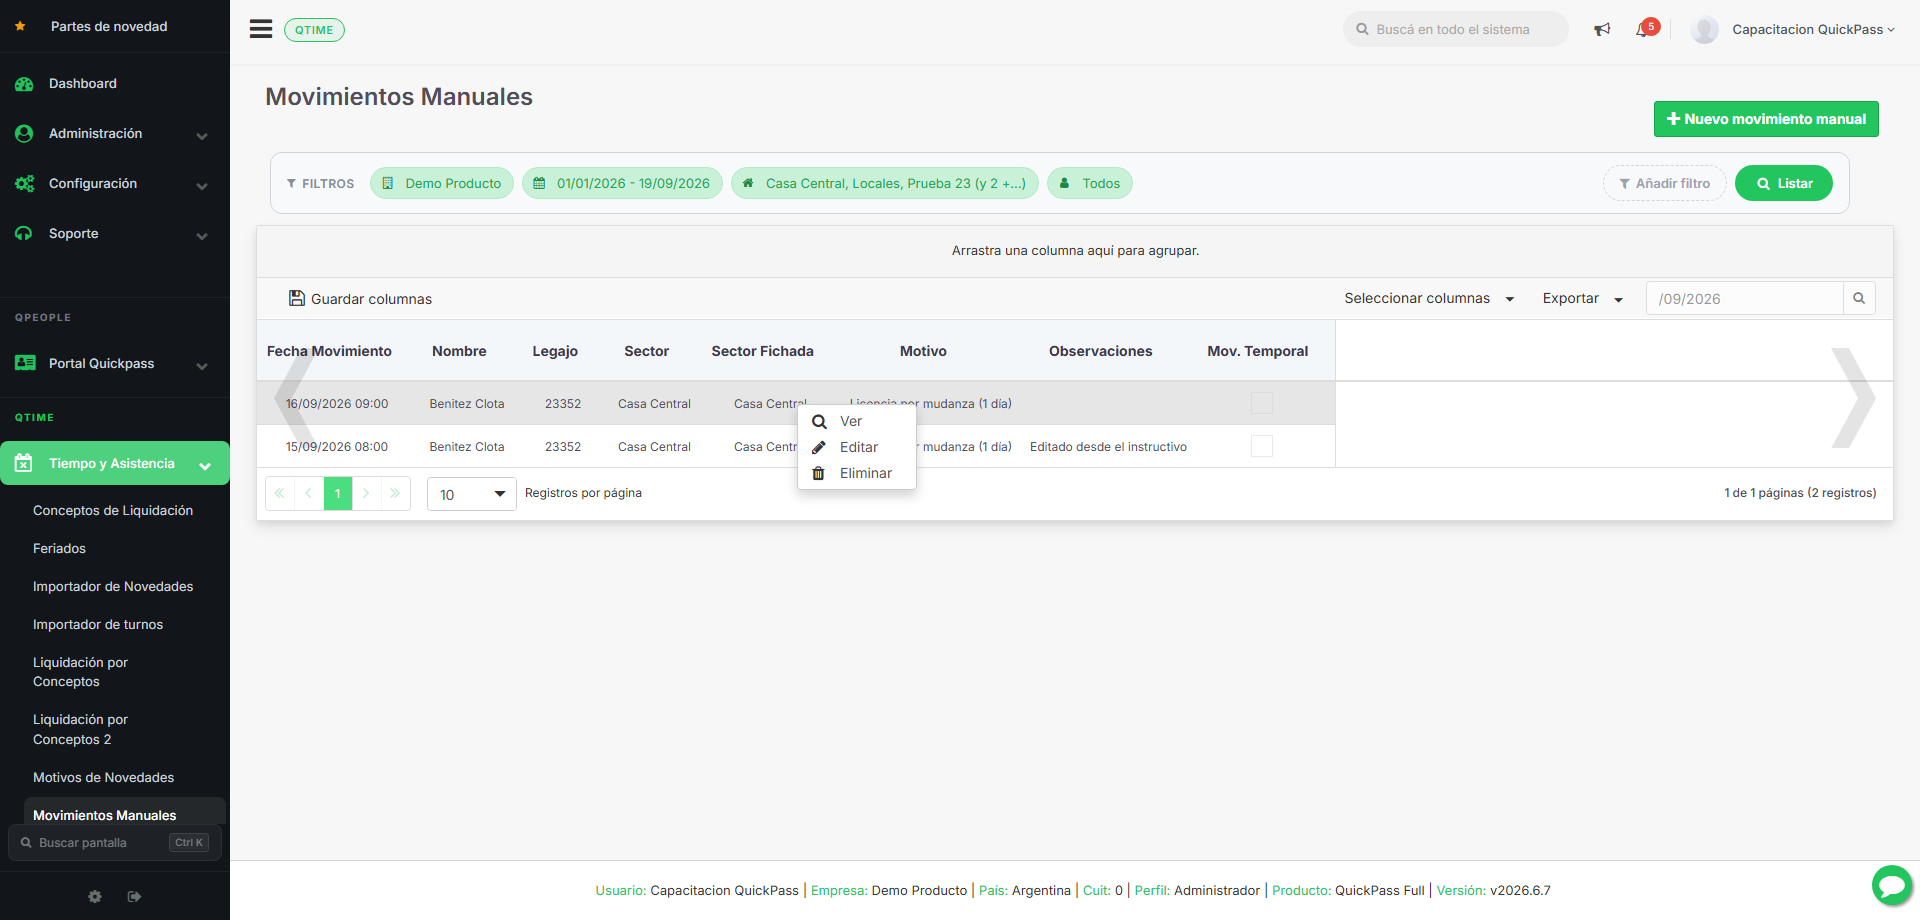 Partes de novedad
QTIME
Buscá en todo el sistema
5
Capacitacion QuickPass
Dashboard
Administración
Configuración
Soporte
QPEOPLE
Portal Quickpass
QTIME
Tiempo y Asistencia
Conceptos de Liquidación
Feriados
Importador de Novedades
Importador de turnos
Liquidación por
Conceptos
Liquidación por
Conceptos 2
Motivos de Novedades
Movimientos Manuales
Buscar pantalla Ctrl K
Movimientos Manuales
Nuevo movimiento manual
FILTROS Demo Producto 01/01/2026 - 19/09/2026 Casa Central, Locales, Prueba 23 (y 2 +...) Todos Añadir filtro Listar
Arrastra una columna aquí para agrupar.
Guardar columnas Seleccionar columnas Exportar /09/2026
Fecha Movimiento Nombre Legajo Sector Sector Fichada Motivo Observaciones Mov. Temporal
16/09/2026 09:00 Benitez Clota 23352 Casa Central Casa Central Licencia por mudanza (1 día)
15/09/2026 08:00 Benitez Clota 23352 Casa Central Casa Centr r mudanza (1 día) Editado desde el instructivo
Ver
Editar
Eliminar
1 10 Registros por página 1 de 1 páginas (2 registros)
Usuario: Capacitacion QuickPass | Empresa: Demo Producto | País: Argentina | Cuit: 0 | Perfil: Administrador | Producto: QuickPass Full | Versión: v2026.6.7